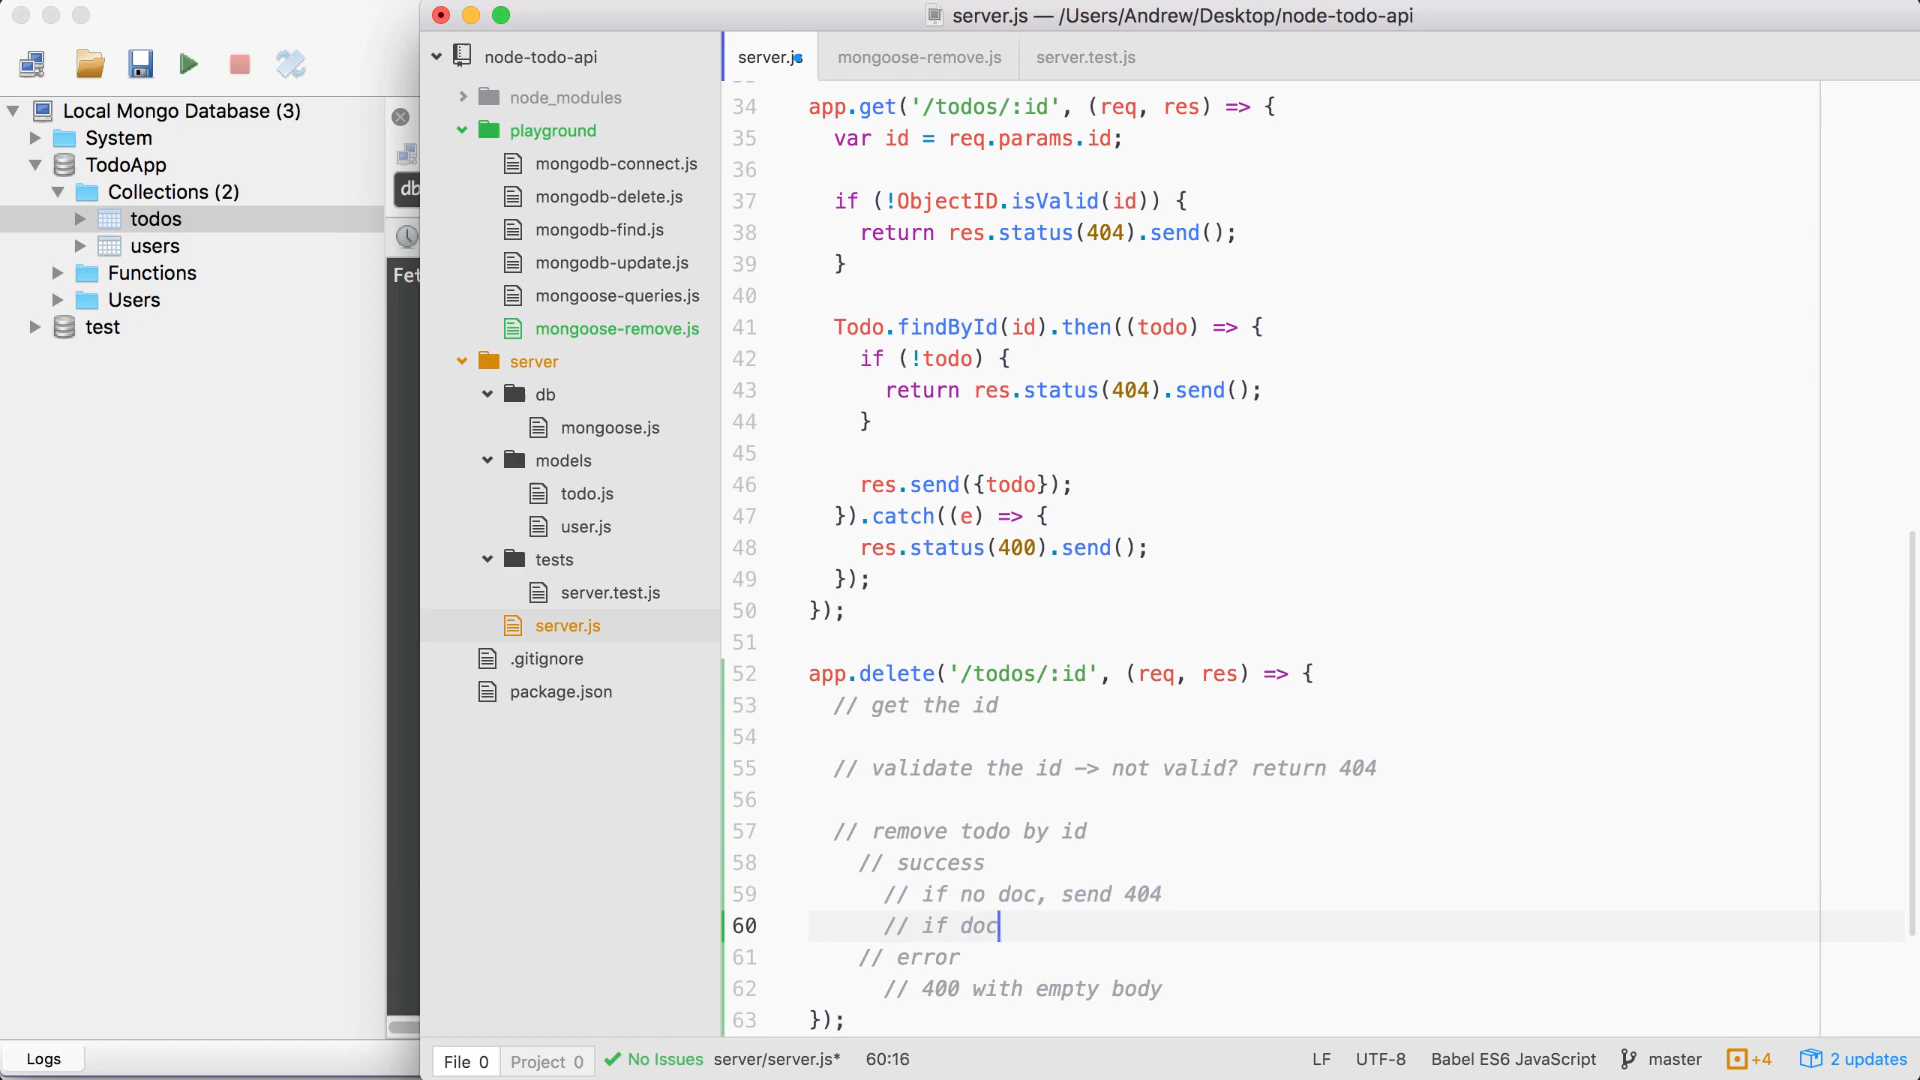 server.js — /Users/Andrew/Desktop/node-todo-api
Local Mongo Database (3)
System
TodoApp
Collections (2)
todos
users
Functions
Users
test
Logs
db
Fet
node-todo-api
node_modules
playground
mongodb-connect.js
mongodb-delete.js
mongodb-find.js
mongodb-update.js
mongoose-queries.js
mongoose-remove.js
server
db
mongoose.js
models
todo.js
user.js
tests
server.test.js
server.js
.gitignore
package.json
server.js mongoose-remove.js server.test.js
34 app.get('/todos/:id', (req, res) => {
35 var id = req.params.id;
36
37 if (!ObjectID.isValid(id)) {
38 return res.status(404).send();
39 }
40
41 Todo.findById(id).then((todo) => {
42 if (!todo) {
43 return res.status(404).send();
44 }
45
46 res.send({todo});
47 }).catch((e) => {
48 res.status(400).send();
49 });
50 });
51
52 app.delete('/todos/:id', (req, res) => {
53 // get the id
54
55 // validate the id -> not valid? return 404
56
57 // remove todo by id
58 // success
59 // if no doc, send 404
60 // if doc
61 // error
62 // 400 with empty body
63 });
File 0 Project 0 No Issues server/server.js* 60:16 LF UTF-8 Babel ES6 JavaScript master +4 2 updates